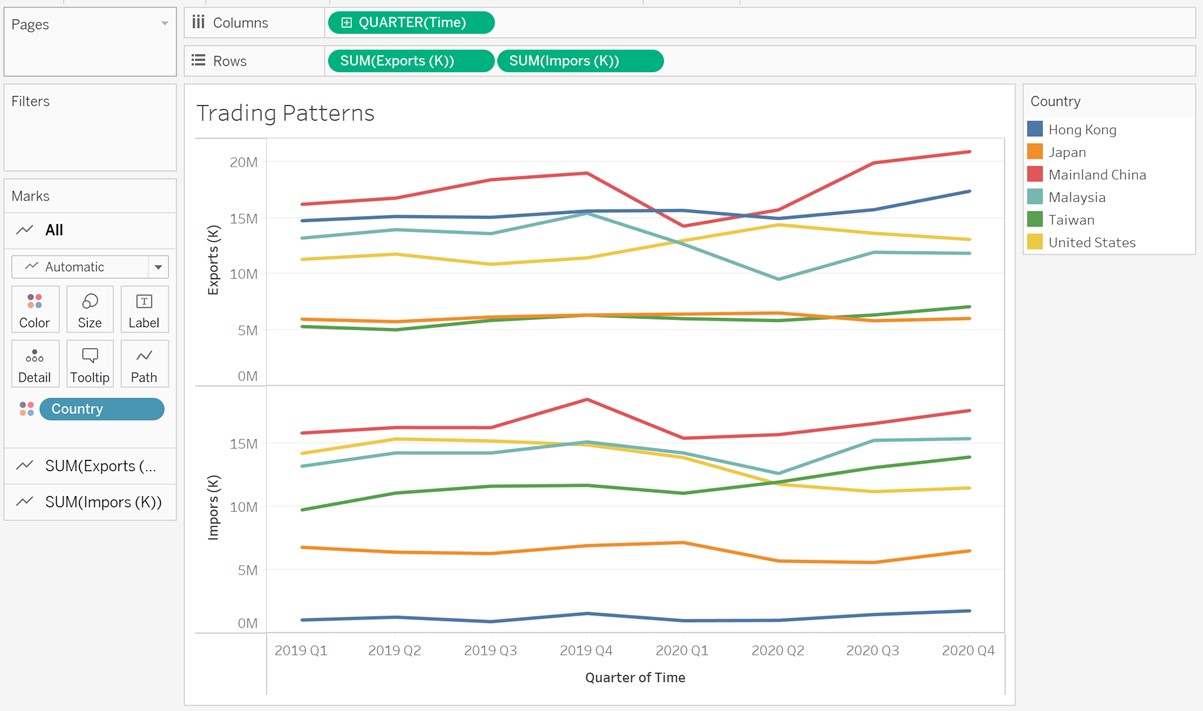 Pages
Columns
QUARTER(Time)
Rows
SUM(Exports (K))
SUM(Impors (K))
Filters
Marks
All
Automatic
Color
Size
Label
Detail
Tooltip
Path
Country
SUM(Exports (...
SUM(Impors (K))
Trading Patterns
Exports (K)
20M
15M
10M
5M
0M
Impors (K)
15M
10M
5M
0M
2019 Q1
2019 Q2
2019 Q3
2019 Q4
2020 Q1
2020 Q2
2020 Q3
2020 Q4
Quarter of Time
Country
Hong Kong
Japan
Mainland China
Malaysia
Taiwan
United States